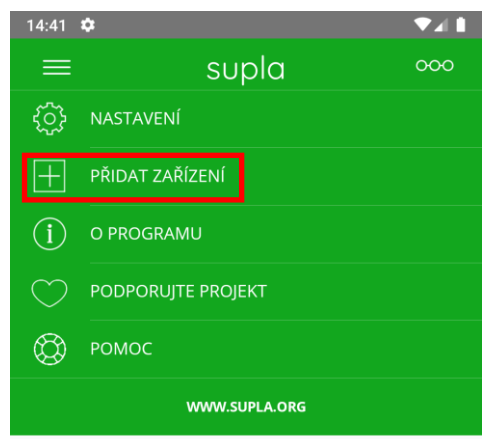 14:41
supla
NASTAVENÍ
PŘIDAT ZAŘÍZENÍ
O PROGRAMU
PODPORUJTE PROJEKT
POMOC
WWW.SUPLA.ORG